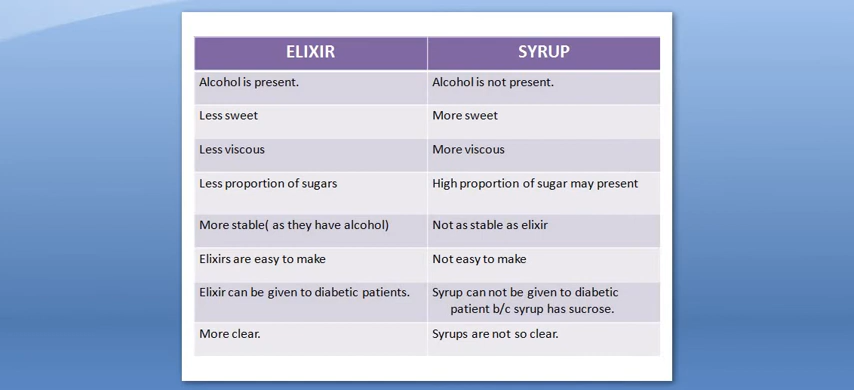 ELIXIR SYRUP
Alcohol is present. Alcohol is not present.
Less sweet More sweet
Less viscous More viscous
Less proportion of sugars High proportion of sugar may present
More stable( as they have alcohol) Not as stable as elixir
Elixirs are easy to make Not easy to make
Elixir can be given to diabetic patients. Syrup can not be given to diabetic
patient b/c syrup has sucrose.
More clear. Syrups are not so clear.